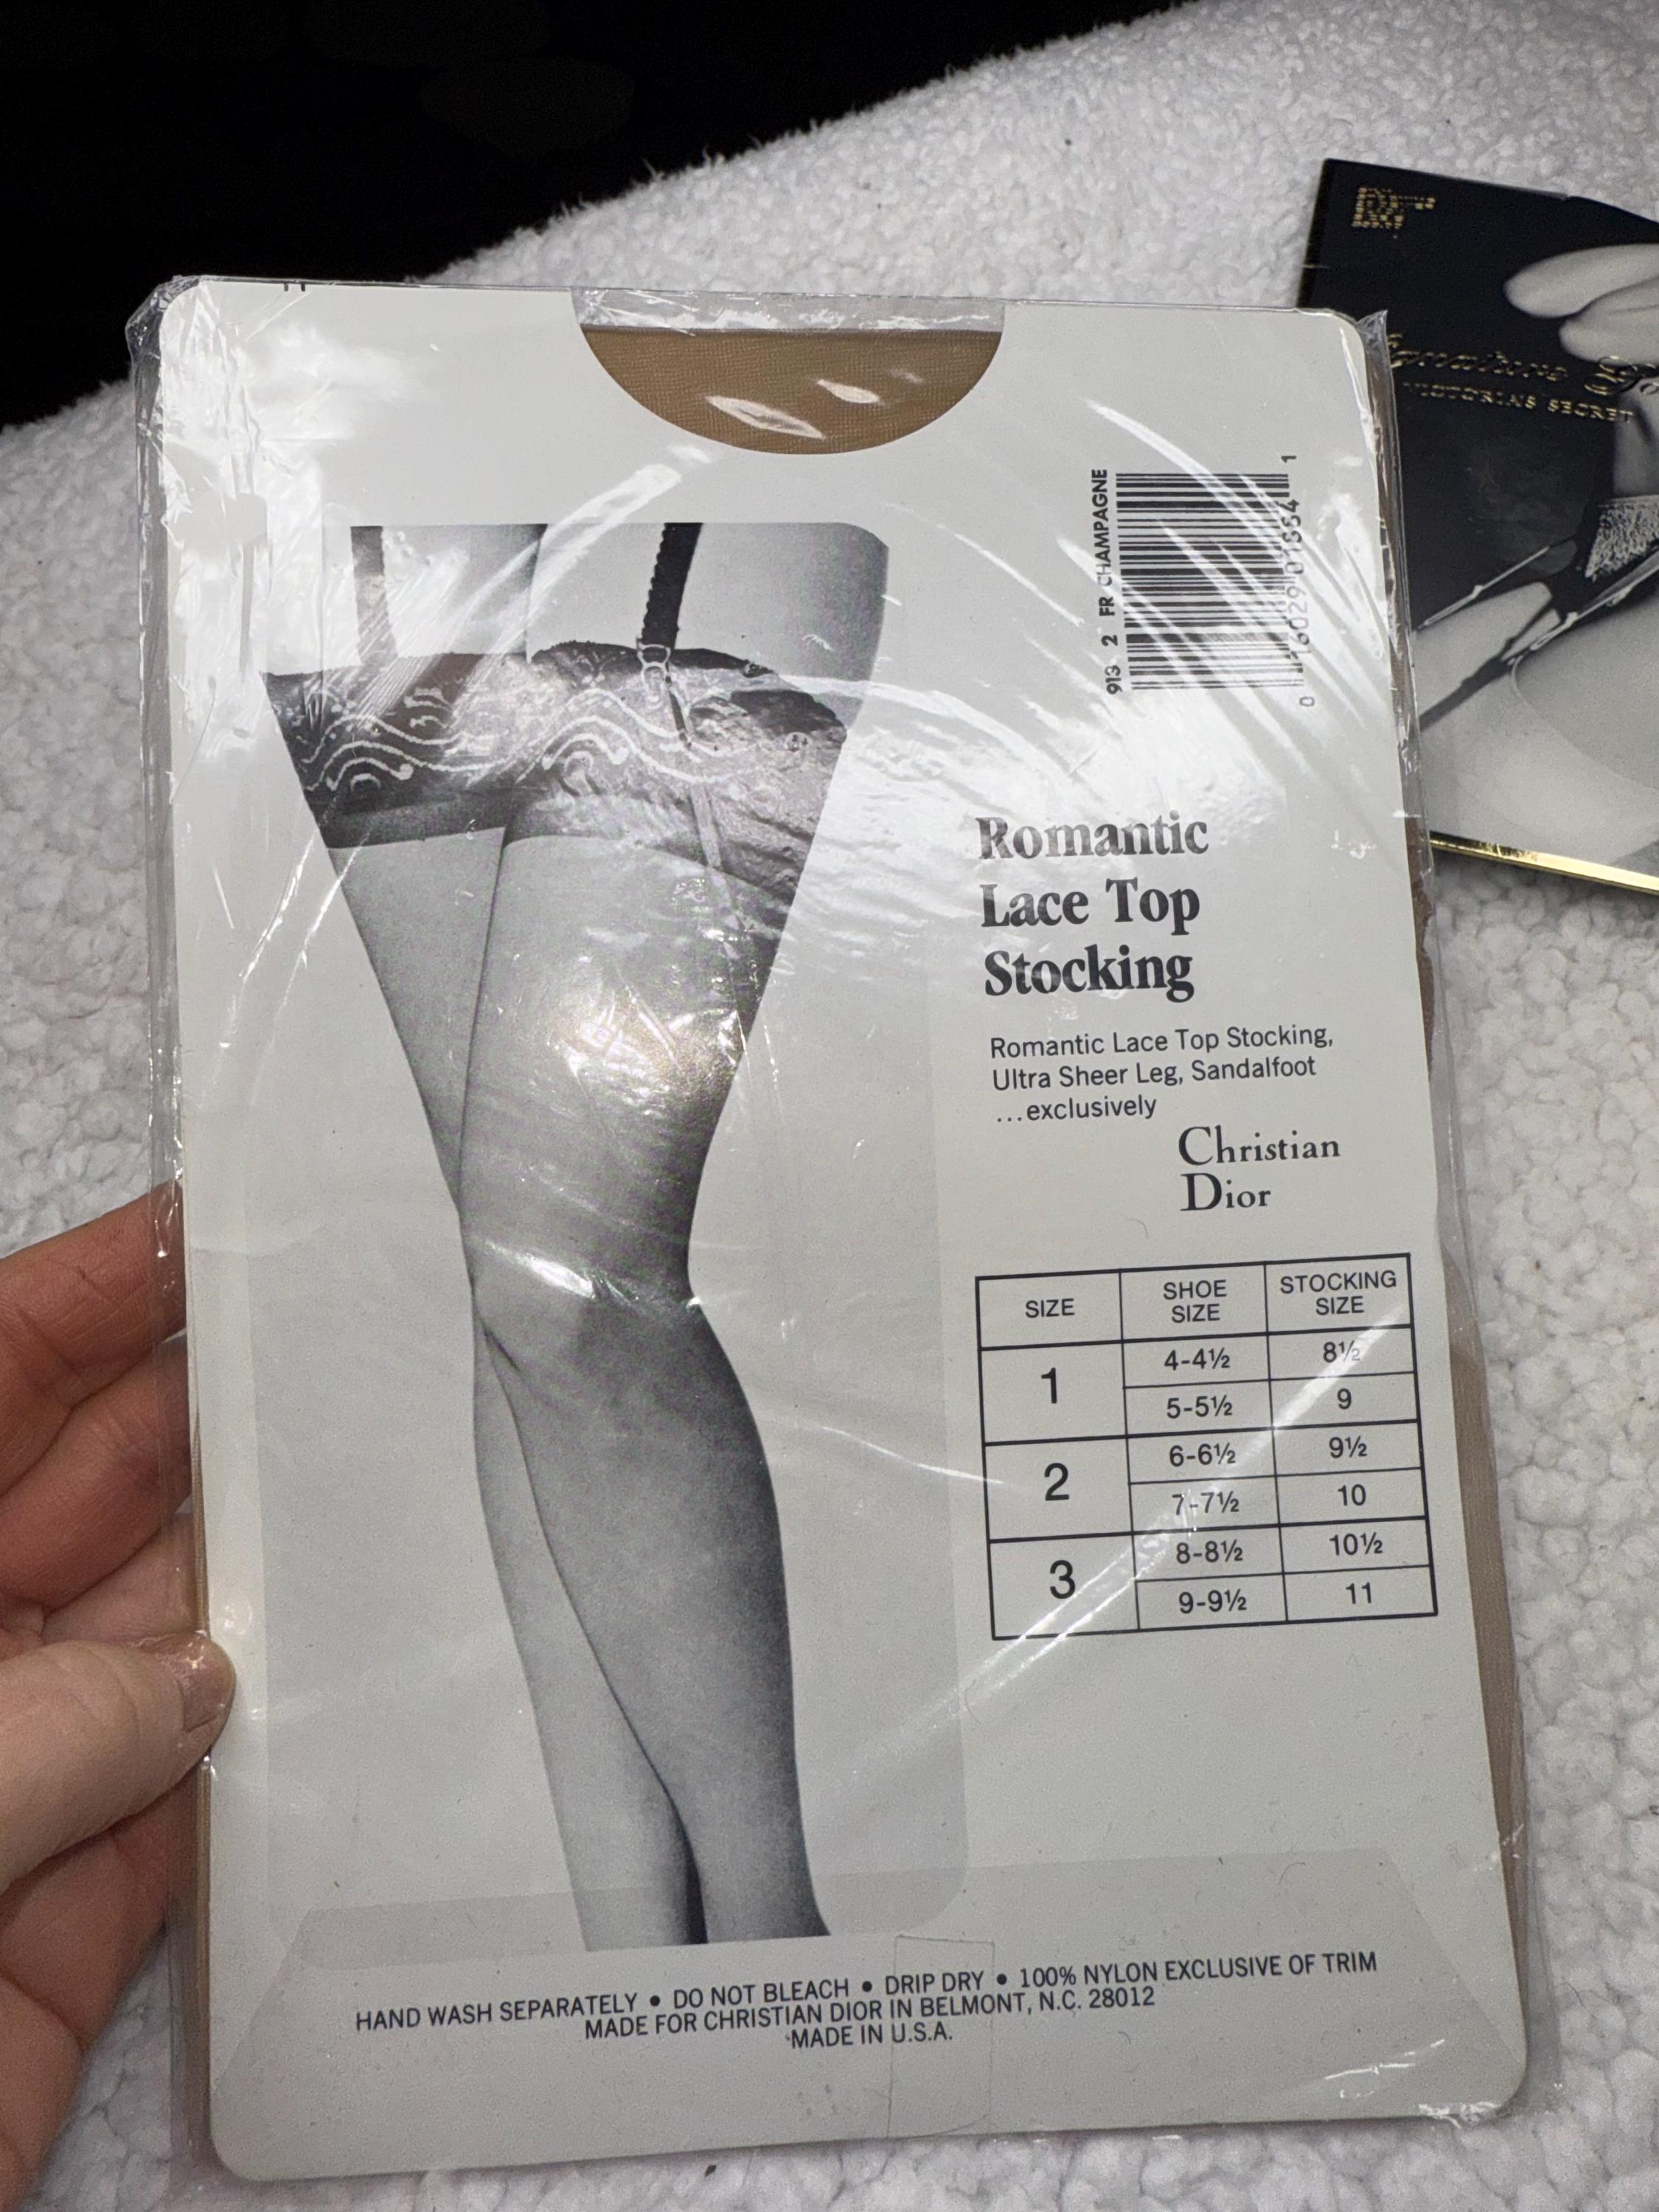 913 2 FR CHAMPAGNE
Romantic
Lace Top
Stocking
Romantic Lace Top Stocking,
Ultra Sheer Leg, Sandalfoot
...exclusively
Christian
Dior
SIZE SHOE SIZE STOCKING SIZE
1 4-4½ 8½
5-5½ 9
2 6-6½ 9½
7-7½ 10
3 8-8½ 10½
9-9½ 11
HAND WASH SEPARATELY • DO NOT BLEACH • DRIP DRY • 100% NYLON EXCLUSIVE OF TRIM
MADE FOR CHRISTIAN DIOR IN BELMONT, N.C. 28012
MADE IN U.S.A.
VICTORIA'S SECRET